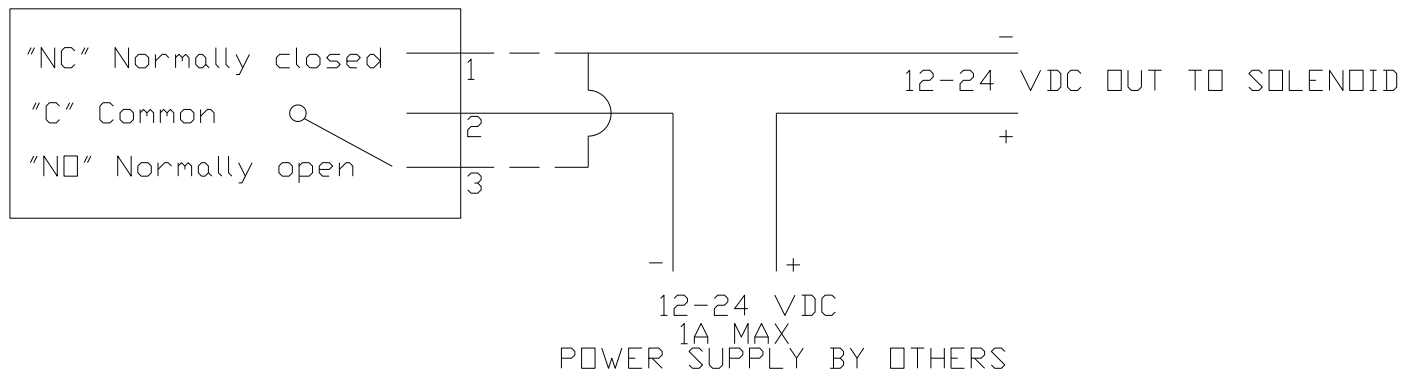 "NC" Normally closed
1
-
12-24 VDC OUT TO SOLENOID
"C" Common
2
+
"NO" Normally open
3
- +
12-24 VDC
1A MAX
POWER SUPPLY BY OTHERS